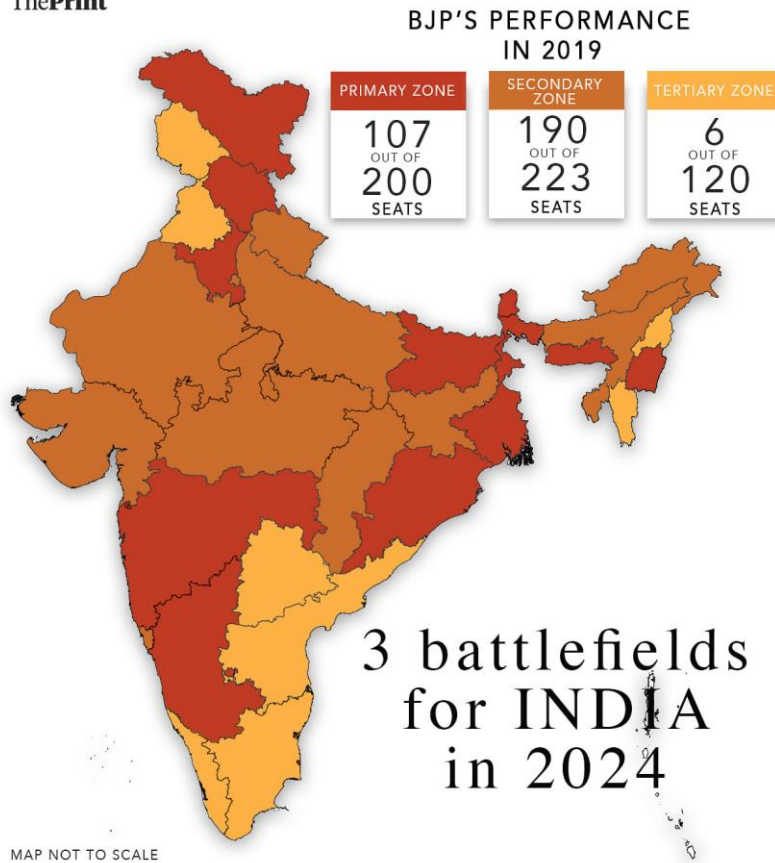 ThePrint
BJP'S PERFORMANCE
IN 2019
PRIMARY ZONE
107
OUT OF
200
SEATS
SECONDARY
ZONE
190
OUT OF
223
SEATS
TERTIARY ZONE
6
OUT OF
120
SEATS
3 battlefields
for INDIA
in 2024
MAP NOT TO SCALE